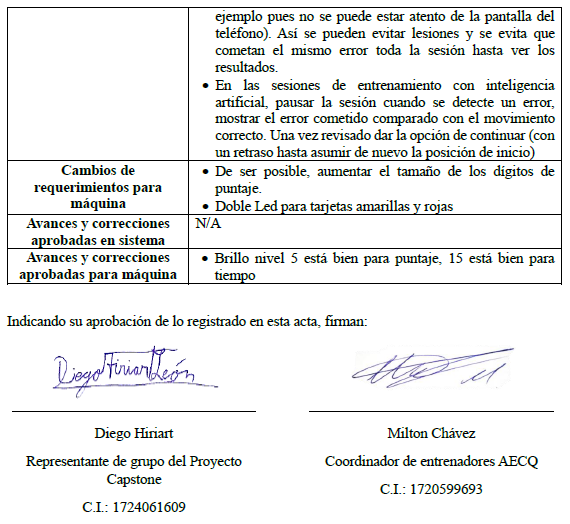 ejemplo pues no se puede estar atento de la pantalla del
teléfono). Así se pueden evitar lesiones y se evita que
cometan el mismo error toda la sesión hasta ver los
resultados.
• En las sesiones de entrenamiento con inteligencia
artificial, pausar la sesión cuando se detecte un error,
mostrar el error cometido comparado con el movimiento
correcto. Una vez revisado dar la opción de continuar (con
un retraso hasta asumir de nuevo la posición de inicio)
Cambios de
requerimientos para
máquina
• De ser posible, aumentar el tamaño de los dígitos de
puntaje.
• Doble Led para tarjetas amarillas y rojas
Avances y correcciones
aprobadas en sistema
N/A
Avances y correcciones
aprobadas para máquina
• Brillo nivel 5 está bien para puntaje, 15 está bien para
tiempo
Indicando su aprobación de lo registrado en esta acta, firman:
Diego Hiriart León
Diego Hiriart
Representante de grupo del Proyecto
Capstone
C.I.: 1724061609
Milton Chávez
Coordinador de entrenadores AECQ
C.I.: 1720599693